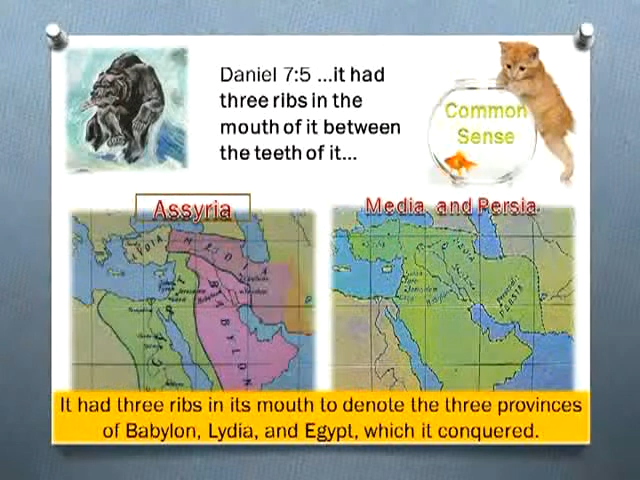 Daniel 7:5 ...it had
three ribs in the
mouth of it between
the teeth of it...
Common
Sense
Assyria
Media and Persia
LYDIA
MEDIA
BABYLON
PERSIA
It had three ribs in its mouth to denote the three provinces
of Babylon, Lydia, and Egypt, which it conquered.